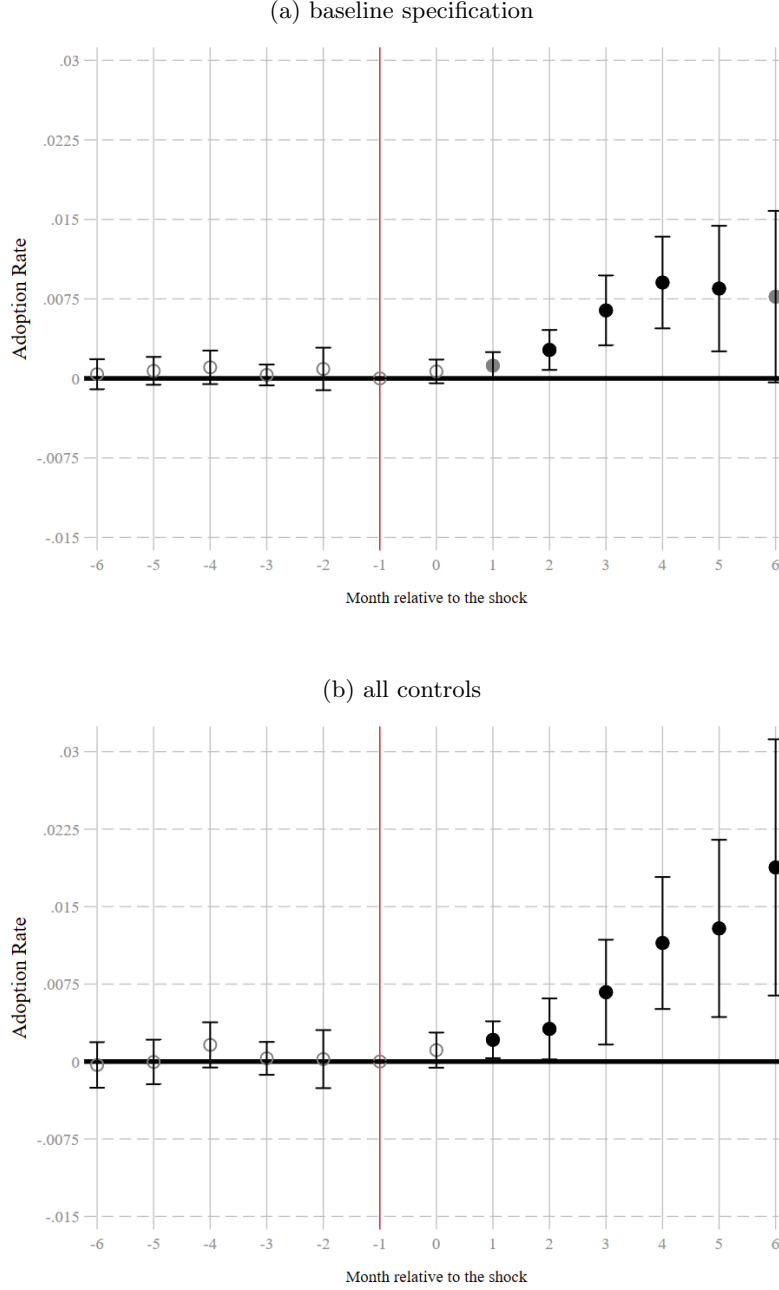 (a) baseline specification
.03
.0225
.015
.0075
0
-.0075
-.015
Adoption Rate
-6 -5 -4 -3 -2 -1 0 1 2 3 4 5 6
Month relative to the shock
(b) all controls
.03
.0225
.015
.0075
0
-.0075
-.015
Adoption Rate
-6 -5 -4 -3 -2 -1 0 1 2 3 4 5 6
Month relative to the shock